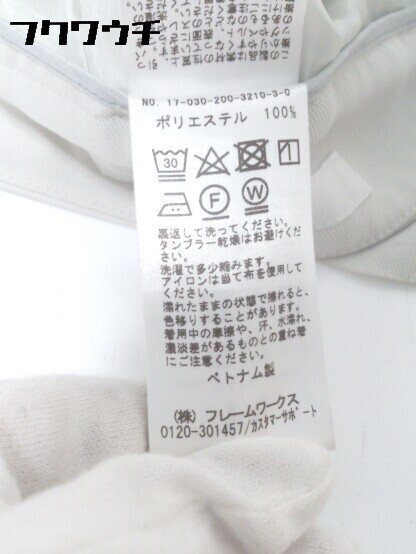 フクワウチ
NO. 17-030-200-3210-3-0
ポリエステル 100%
30
F
W
裏返して洗ってください。
タンブラー乾燥はお避けくださ
い。
洗濯で多少縮みます。
アイロンは当て布を使用して
ください。
濡れたままの状態で擦れると、
色移りすることがあります。
着用中の摩擦や、汗、水濡れ、
濃淡差があるものとの重ね着
にご注意ください。
ベトナム製
(株) フレームワークス
0120-301457/カスタマーサポート